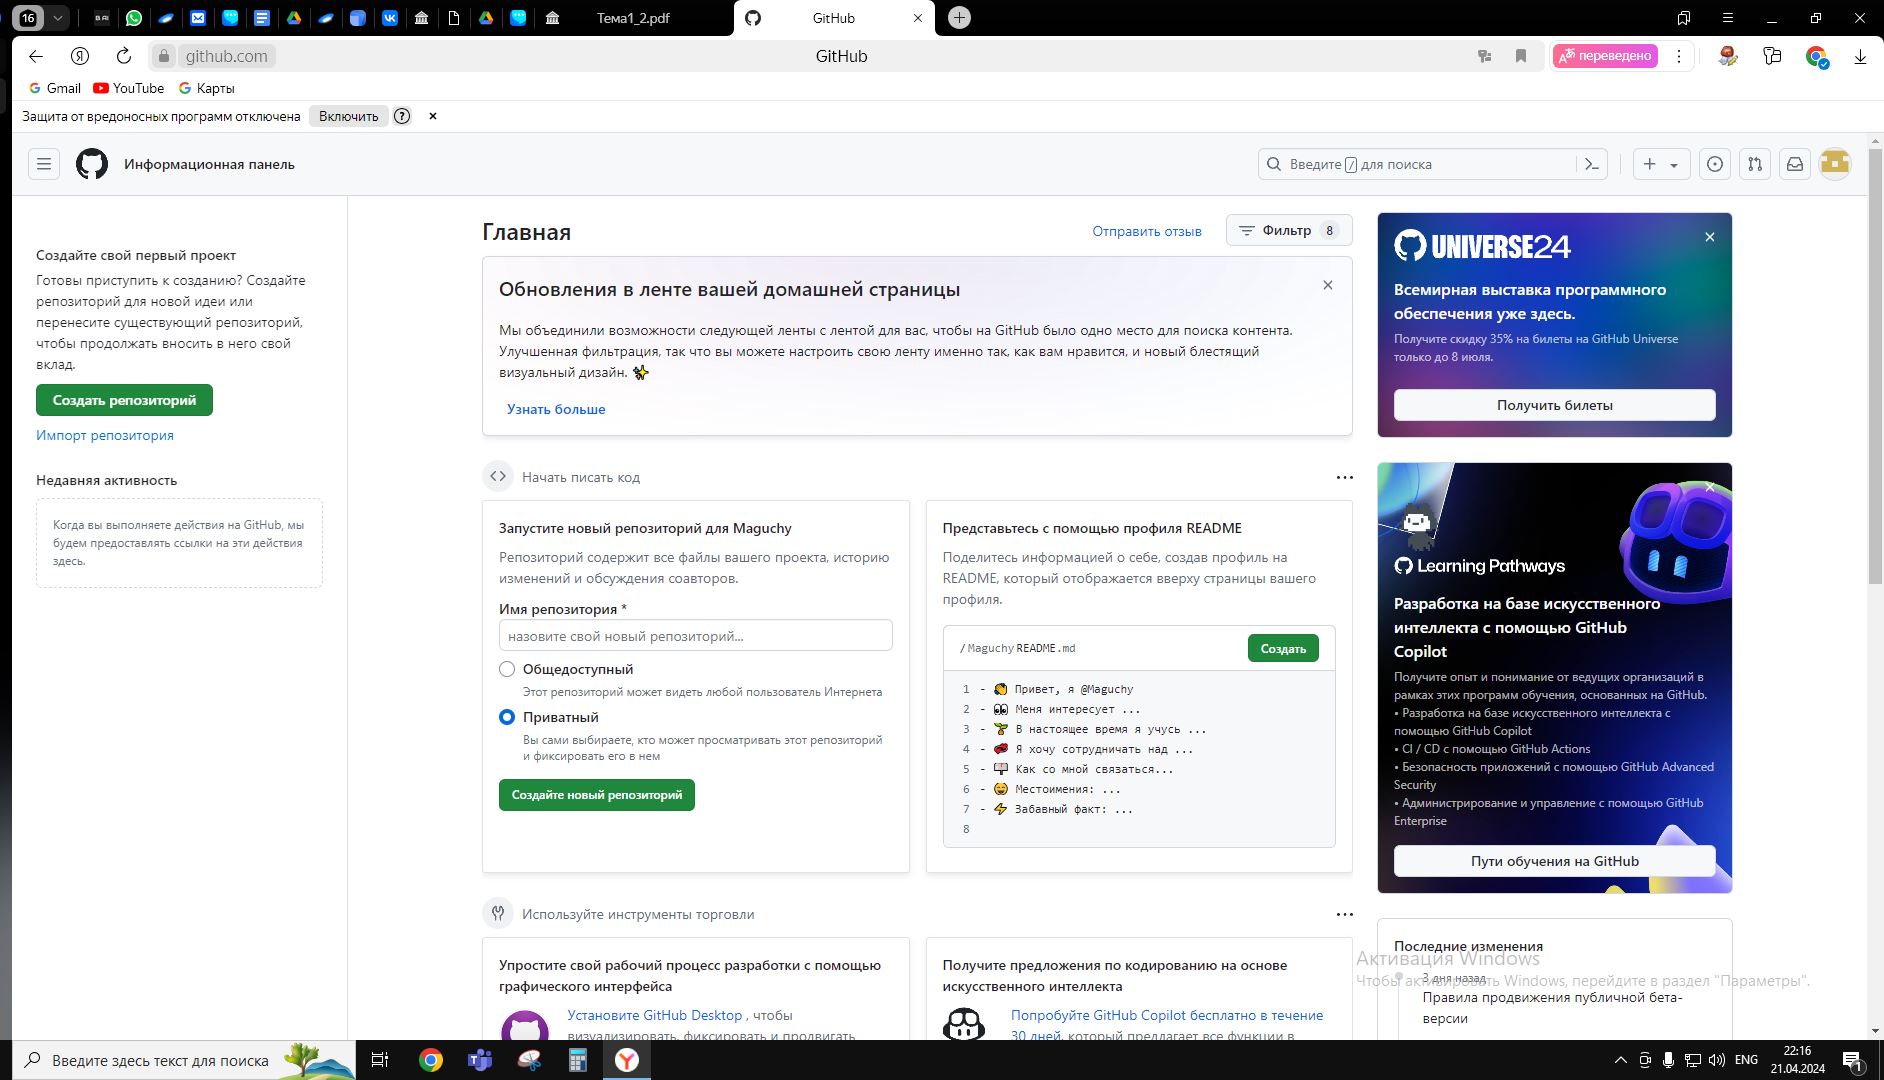 16
B.AI
Тема1_2.pdf
GitHub
github.com
GitHub
переведено
Gmail
YouTube
Карты
Защита от вредоносных программ отключена
Включить
Информационная панель
Введите / для поиска
Создайте свой первый проект
Готовы приступить к созданию? Создайте
репозиторий для новой идеи или
перенесите существующий репозиторий,
чтобы продолжать вносить в него свой
вклад.
Создать репозиторий
Импорт репозитория
Недавняя активность
Когда вы выполняете действия на GitHub, мы
будем предоставлять ссылки на эти действия
здесь.
Главная
Отправить отзыв
Фильтр 8
Обновления в ленте вашей домашней страницы
Мы объединили возможности следующей ленты с лентой для вас, чтобы на GitHub было одно место для поиска контента.
Улучшенная фильтрация, так что вы можете настроить свою ленту именно так, как вам нравится, и новый блестящий
визуальный дизайн. ✨
Узнать больше
Начать писать код
Запустите новый репозиторий для Maguchy
Репозиторий содержит все файлы вашего проекта, историю
изменений и обсуждения соавторов.
Имя репозитория *
назовите свой новый репозиторий...
Общедоступный
Этот репозиторий может видеть любой пользователь Интернета
Приватный
Вы сами выбираете, кто может просматривать этот репозиторий
и фиксировать его в нем
Создайте новый репозиторий
Представьтесь с помощью профиля README
Поделитесь информацией о себе, создав профиль на
README, который отображается вверху страницы вашего
профиля.
/ Maguchy README.md
Создать
1 - 👋 Привет, я @Maguchy
2 - 👀 Меня интересует ...
3 - 🌱 В настоящее время я учусь ...
4 - 💞️ Я хочу сотрудничать над ...
5 - 📫 Как со мной связаться...
6 - 😄 Местоимения: ...
7 - ⚡ Забавный факт: ...
8
Используйте инструменты торговли
Упростите свой рабочий процесс разработки с помощью
графического интерфейса
Установите GitHub Desktop , чтобы
визуализировать, фиксировать и продвигать
Получите предложения по кодированию на основе
искусственного интеллекта
Попробуйте GitHub Copilot бесплатно в течение
30 дней, который предлагает все функции в
UNIVERSE24
Всемирная выставка программного
обеспечения уже здесь.
Получите скидку 35% на билеты на GitHub Universe
только до 8 июля.
Получить билеты
Learning Pathways
Разработка на базе искусственного
интеллекта с помощью GitHub
Copilot
Получите опыт и понимание от ведущих организаций в
рамках этих программ обучения, основанных на GitHub.
• Разработка на базе искусственного интеллекта с
помощью GitHub Copilot
• CI / CD с помощью GitHub Actions
• Безопасность приложений с помощью GitHub Advanced
Security
• Администрирование и управление с помощью GitHub
Enterprise
Пути обучения на GitHub
Последние изменения
3 дня назад
Правила продвижения публичной бета-
версии
Активация Windows
Чтобы активировать Windows, перейдите в раздел "Параметры".
Введите здесь текст для поиска
ENG
22:16
21.04.2024
1